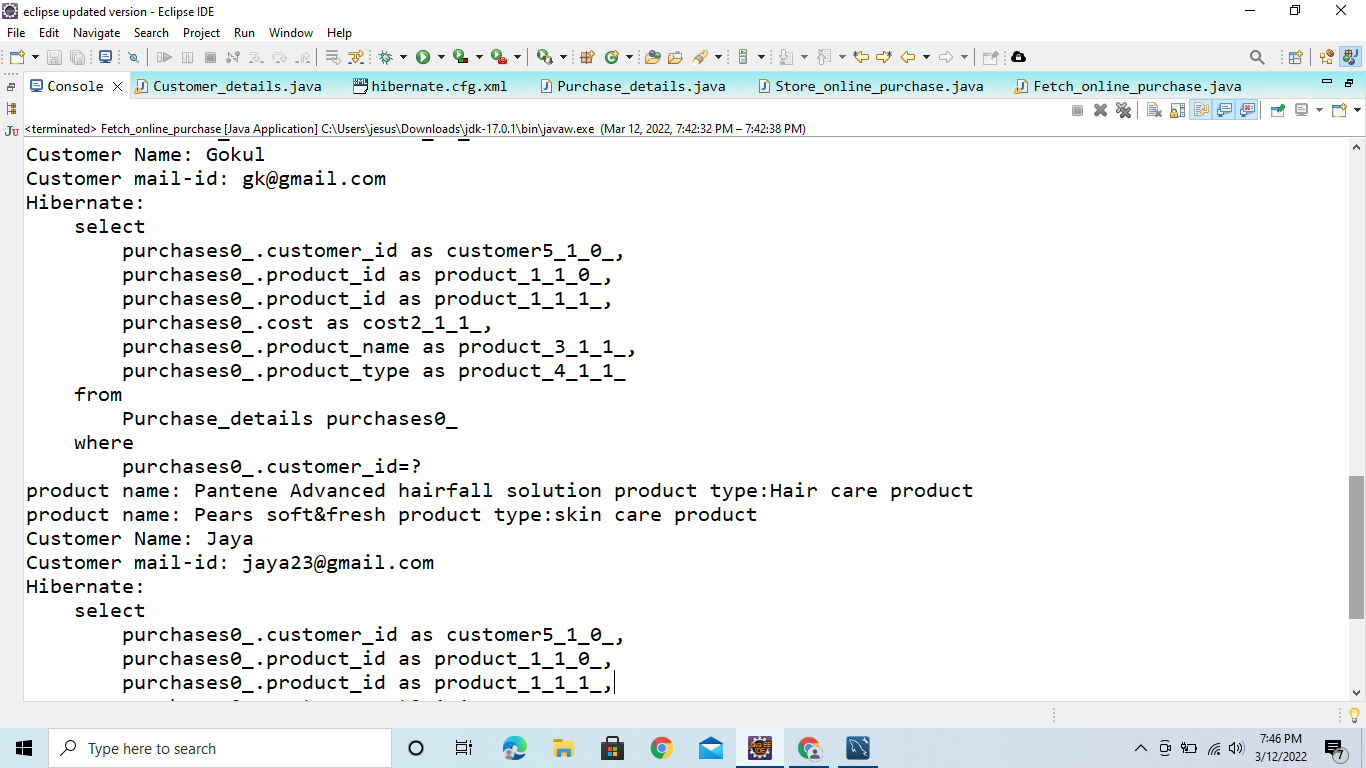 eclipse updated version - Eclipse IDE
File Edit Navigate Search Project Run Window Help
Console Customer_details.java hibernate.cfg.xml Purchase_details.java Store_online_purchase.java Fetch_online_purchase.java
<terminated> Fetch_online_purchase [Java Application] C:\Users\jesus\Downloads\jdk-17.0.1\bin\javaw.exe (Mar 12, 2022, 7:42:32 PM – 7:42:38 PM)
Customer Name: Gokul
Customer mail-id: gk@gmail.com
Hibernate:
select
purchases0_.customer_id as customer5_1_0_,
purchases0_.product_id as product_1_1_0_,
purchases0_.product_id as product_1_1_1_,
purchases0_.cost as cost2_1_1_,
purchases0_.product_name as product_3_1_1_,
purchases0_.product_type as product_4_1_1_
from
Purchase_details purchases0_
where
purchases0_.customer_id=?
product name: Pantene Advanced hairfall solution product type:Hair care product
product name: Pears soft&fresh product type:skin care product
Customer Name: Jaya
Customer mail-id: jaya23@gmail.com
Hibernate:
select
purchases0_.customer_id as customer5_1_0_,
purchases0_.product_id as product_1_1_0_,
purchases0_.product_id as product_1_1_1_,
Type here to search
7:46 PM
3/12/2022
7